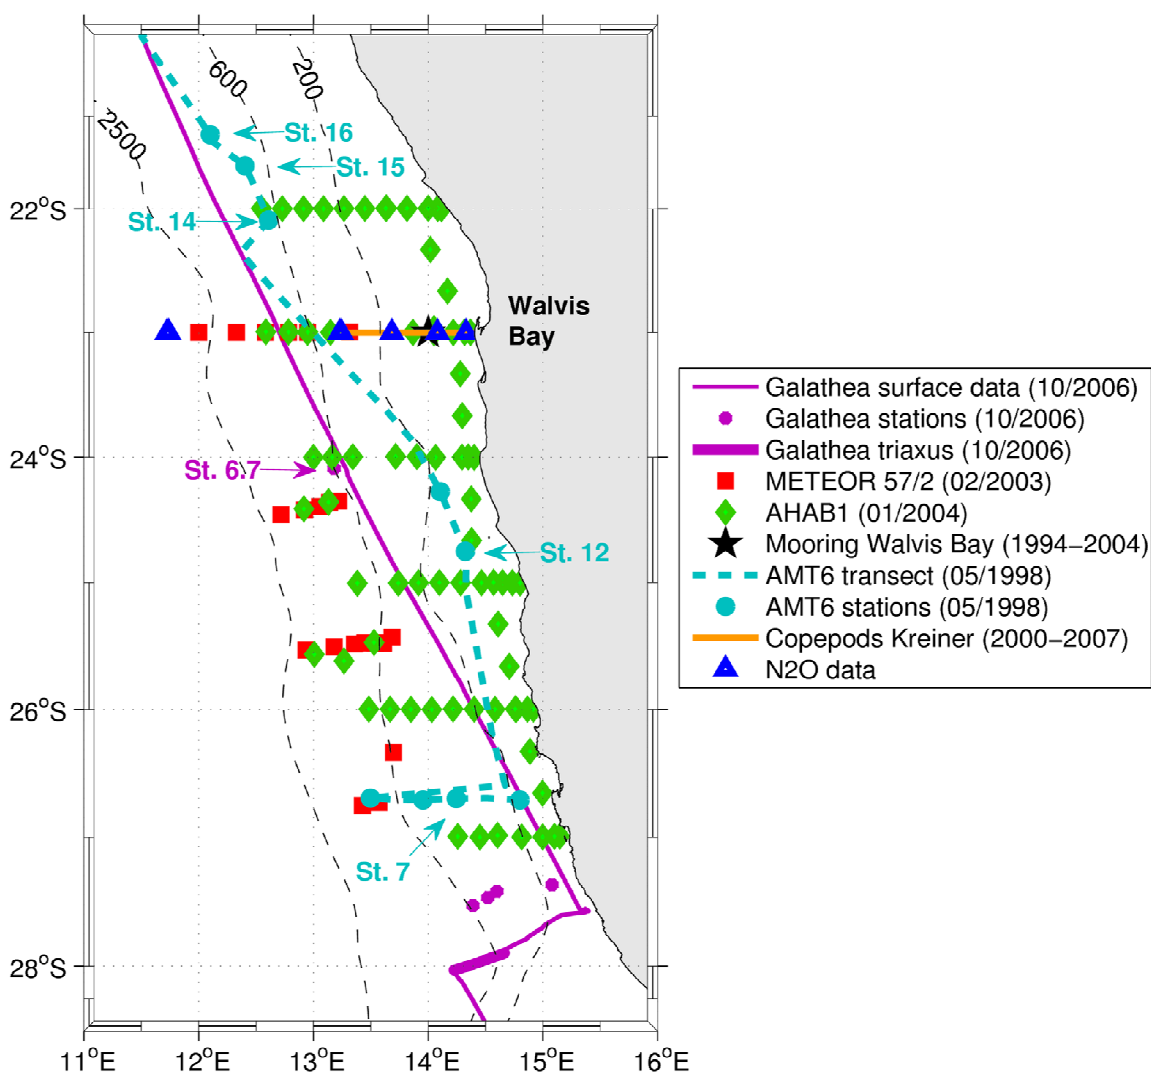 2500
600
200
St. 16
St. 15
St. 14
22°S
Walvis
Bay
St. 6.7
24°S
St. 12
26°S
St. 7
28°S
11°E
12°E
13°E
14°E
15°E
16°E
Galathea surface data (10/2006)
Galathea stations (10/2006)
Galathea triaxus (10/2006)
METEOR 57/2 (02/2003)
AHAB1 (01/2004)
Mooring Walvis Bay (1994−2004)
AMT6 transect (05/1998)
AMT6 stations (05/1998)
Copepods Kreiner (2000−2007)
N2O data